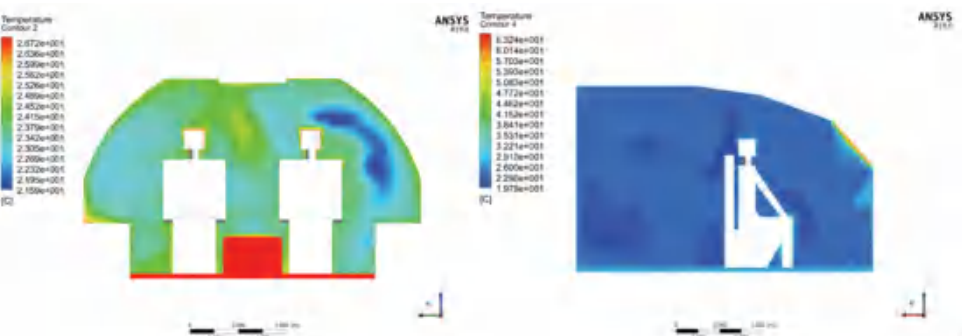 Temperature
Contour 2
2.672e+001
2.636e+001
2.599e+001
2.562e+001
2.526e+001
2.489e+001
2.452e+001
2.415e+001
2.379e+001
2.342e+001
2.305e+001
2.269e+001
2.232e+001
2.195e+001
2.159e+001
[C]
ANSYS
Temperature
Contour 4
6.324e+001
6.014e+001
5.703e+001
5.393e+001
5.083e+001
4.772e+001
4.462e+001
4.152e+001
3.841e+001
3.531e+001
3.221e+001
2.910e+001
2.600e+001
2.290e+001
1.979e+001
[C]
ANSYS